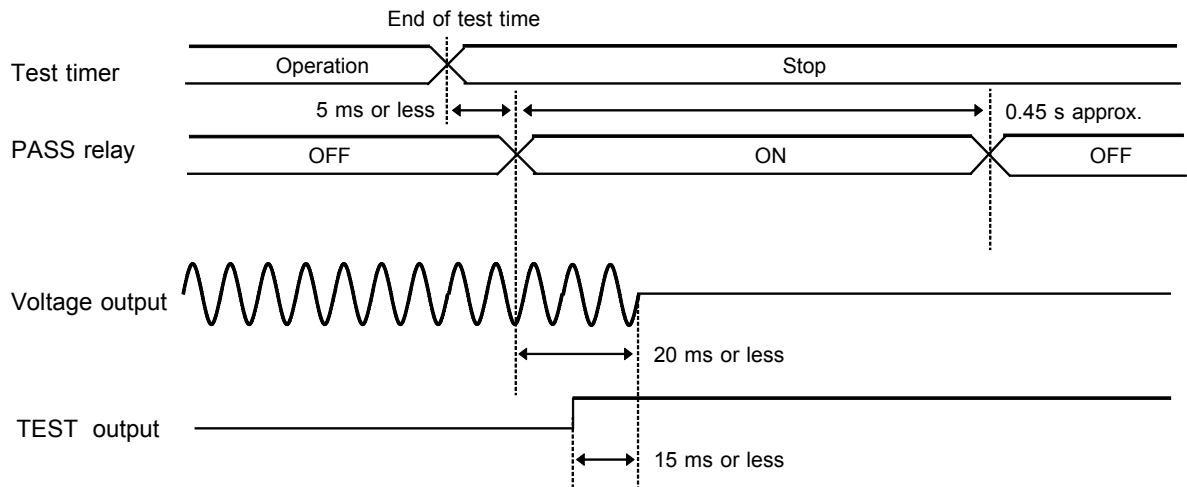 End of test time
Test timer
Operation
Stop
5 ms or less
0.45 s approx.
PASS relay
OFF
ON
OFF
Voltage output
20 ms or less
TEST output
15 ms or less